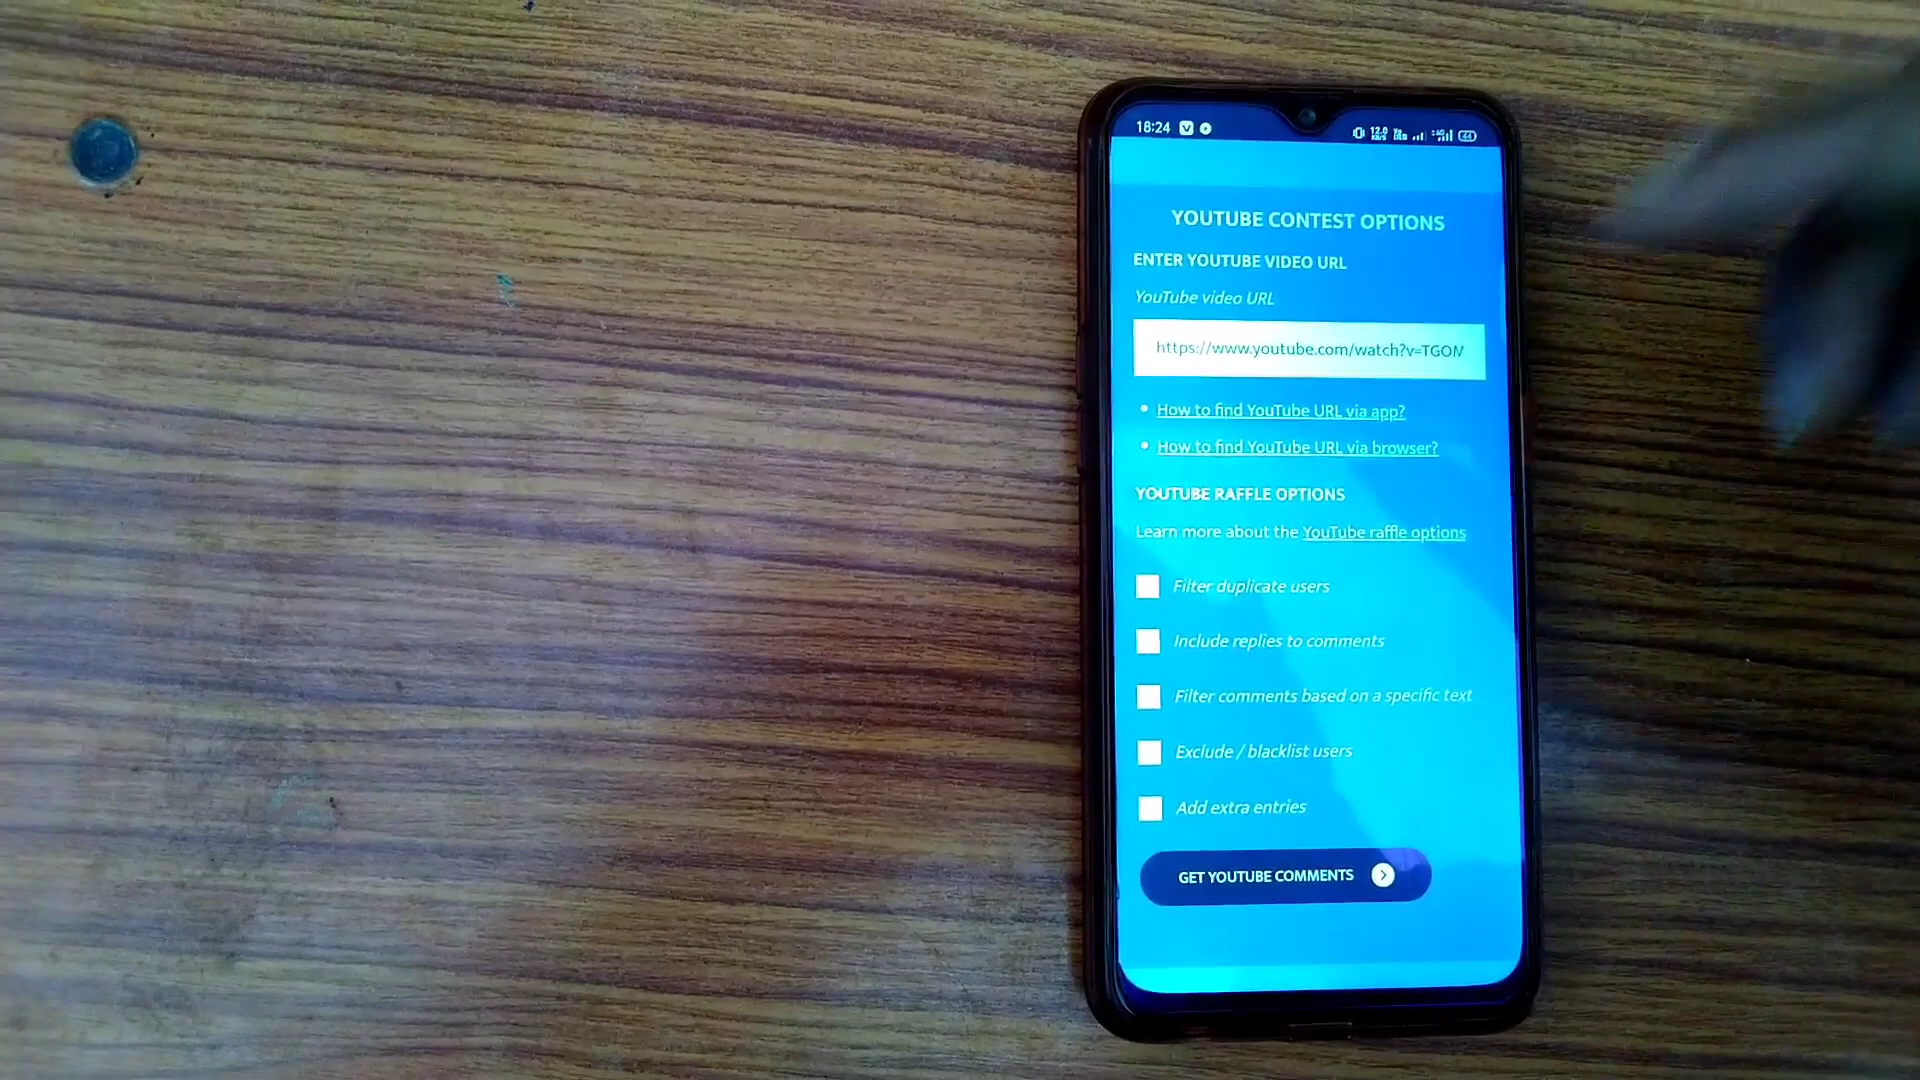 18:24
12.0
44
YOUTUBE CONTEST OPTIONS
ENTER YOUTUBE VIDEO URL
YouTube video URL
https://www.youtube.com/watch?v=TGON
How to find YouTube URL via app?
How to find YouTube URL via browser?
YOUTUBE RAFFLE OPTIONS
Learn more about the YouTube raffle options
Filter duplicate users
Include replies to comments
Filter comments based on a specific text
Exclude / blacklist users
Add extra entries
GET YOUTUBE COMMENTS